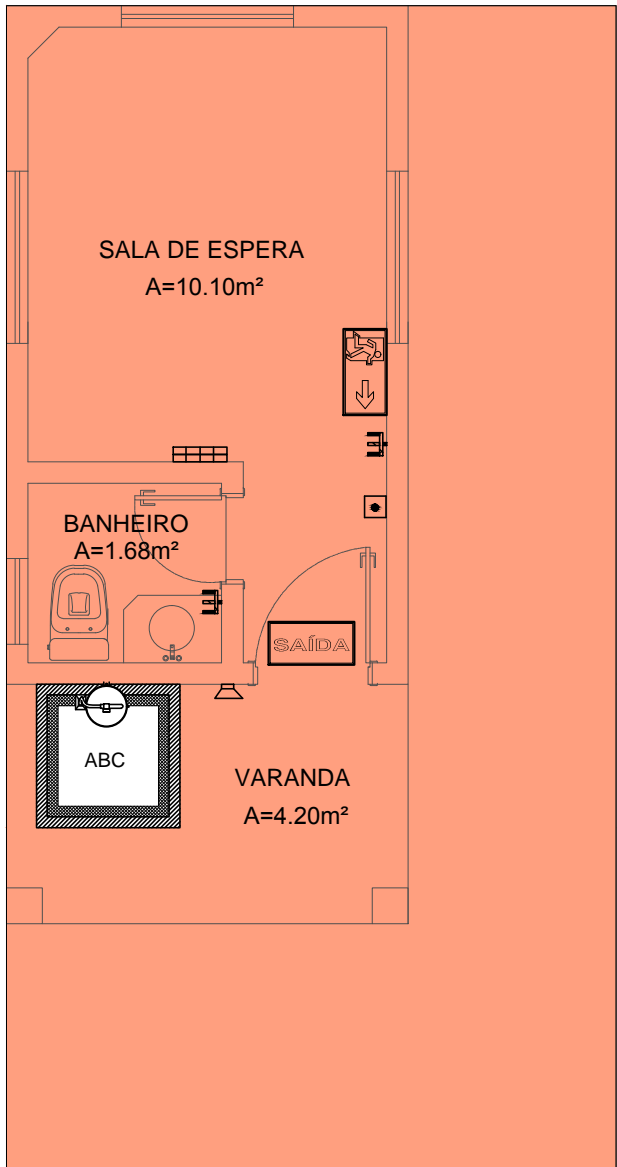 SALA DE ESPERA
A=10.10m²
BANHEIRO
A=1.68m²
SAÍDA
ABC
VARANDA
A=4.20m²